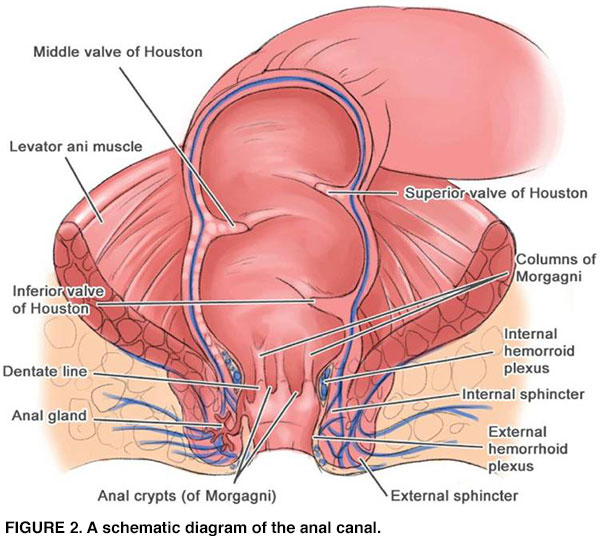 Middle valve of Houston
Levator ani muscle
Superior valve of Houston
Columns of
Morgagni
Inferior valve
of Houston
Internal
hemorroid
plexus
Dentate line
Internal sphincter
Anal gland
External
hemorrhoid
plexus
Anal crypts (of Morgagni)
External sphincter
FIGURE 2. A schematic diagram of the anal canal.